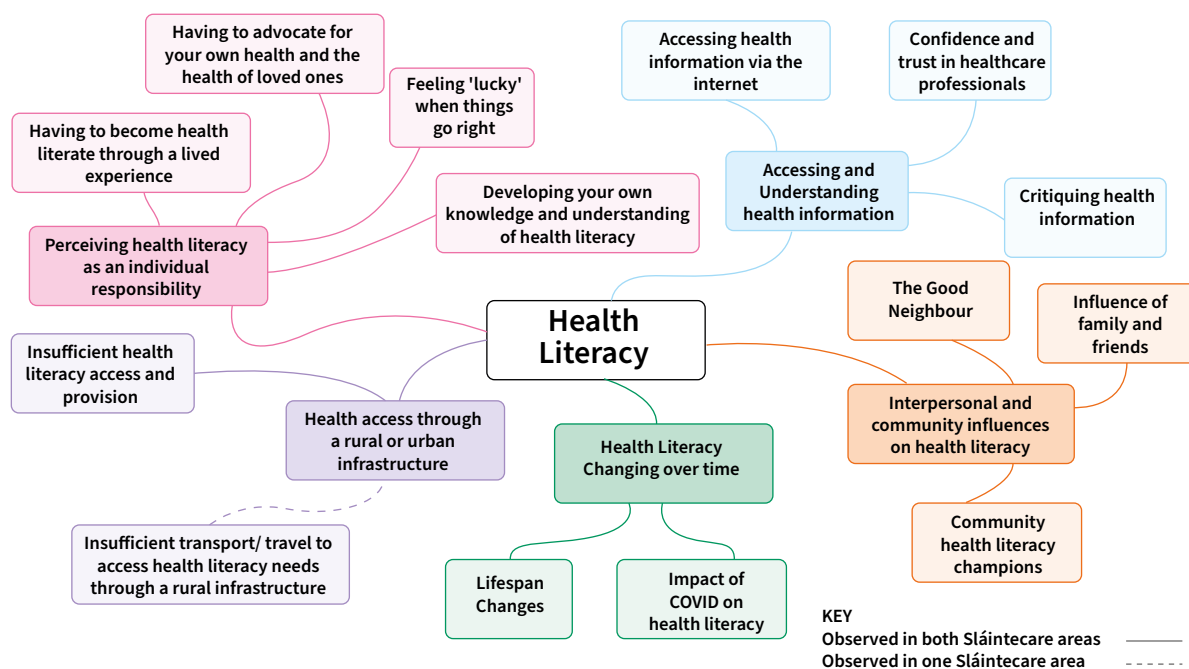 Having to advocate for
your own health and the
health of loved ones
Feeling 'lucky'
when things
go right
Having to become health
literate through a lived
experience
Developing your own
knowledge and understanding
of health literacy
Perceiving health literacy
as an individual
responsibility
Accessing health
information via the
internet
Confidence and
trust in healthcare
professionals
Accessing and
Understanding
health information
Critiquing health
information
Health
Literacy
The Good
Neighbour
Influence of
family and
friends
Interpersonal and
community influences
on health literacy
Community
health literacy
champions
Insufficient health
literacy access and
provision
Health access through
a rural or urban
infrastructure
Insufficient transport/ travel to
access health literacy needs
through a rural infrastructure
Health Literacy
Changing over time
Lifespan
Changes
Impact of
COVID on
health literacy
KEY
Observed in both Sláintecare areas
Observed in one Sláintecare area